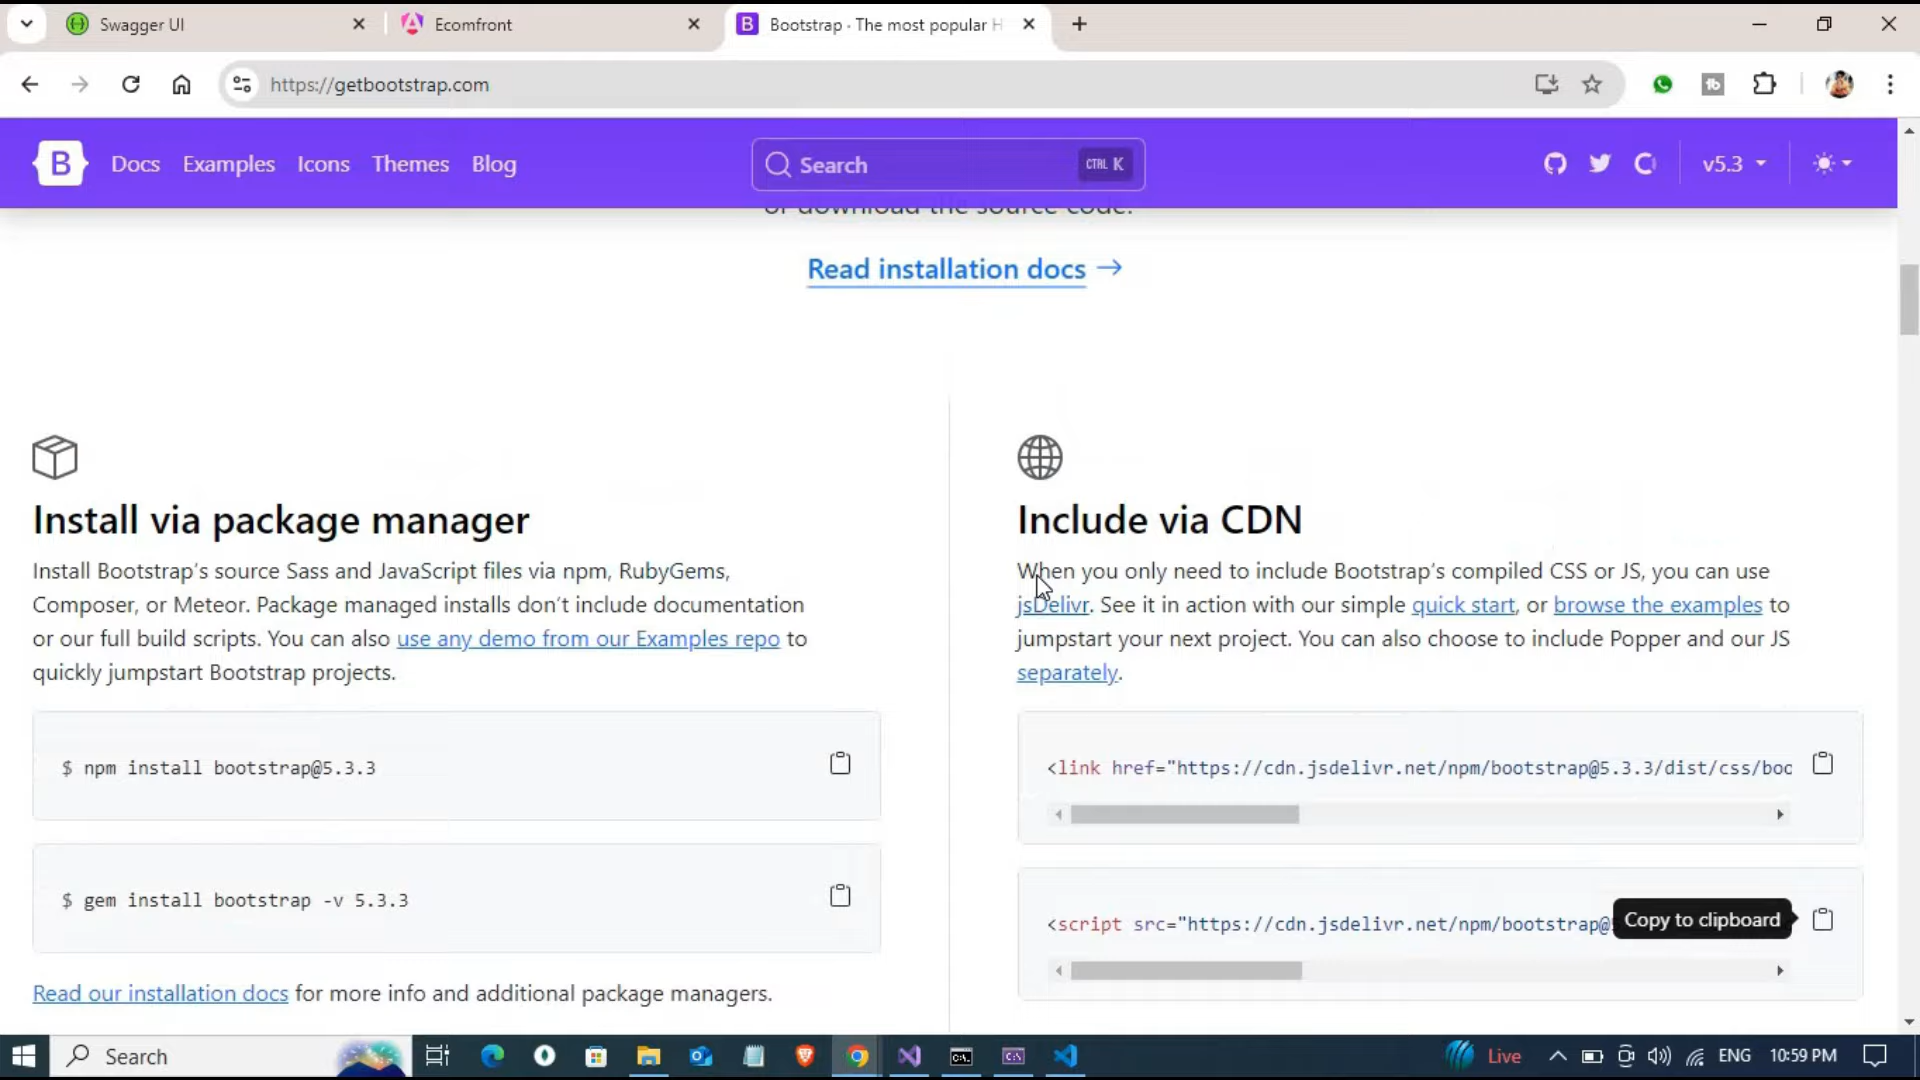 Swagger UI
Ecomfront
Bootstrap · The most popular H
https://getbootstrap.com
B
Docs Examples Icons Themes Blog
Search
CTRL K
v5.3
or download the source code.
Read installation docs
Install via package manager
Install Bootstrap's source Sass and JavaScript files via npm, RubyGems,
Composer, or Meteor. Package managed installs don't include documentation
or our full build scripts. You can also use any demo from our Examples repo to
quickly jumpstart Bootstrap projects.
$ npm install bootstrap@5.3.3
$ gem install bootstrap -v 5.3.3
Read our installation docs for more info and additional package managers.
Include via CDN
When you only need to include Bootstrap's compiled CSS or JS, you can use
jsDelivr. See it in action with our simple quick start, or browse the examples to
jumpstart your next project. You can also choose to include Popper and our JS
separately.
<link href="https://cdn.jsdelivr.net/npm/bootstrap@5.3.3/dist/css/boo
<script src="https://cdn.jsdelivr.net/npm/bootstrap@
Copy to clipboard
Search
Live
ENG
10:59 PM